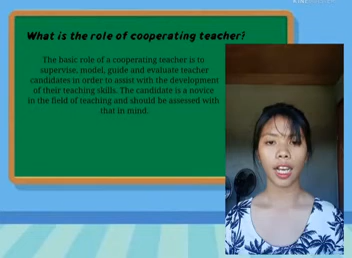 What is the role of cooperating teacher?
The basic role of a cooperating teacher is to
supervise, model, guide and evaluate teacher
candidates in order to assist with the development
of their teaching skills. The candidate is a novice
in the field of teaching and should be assessed with
that in mind.